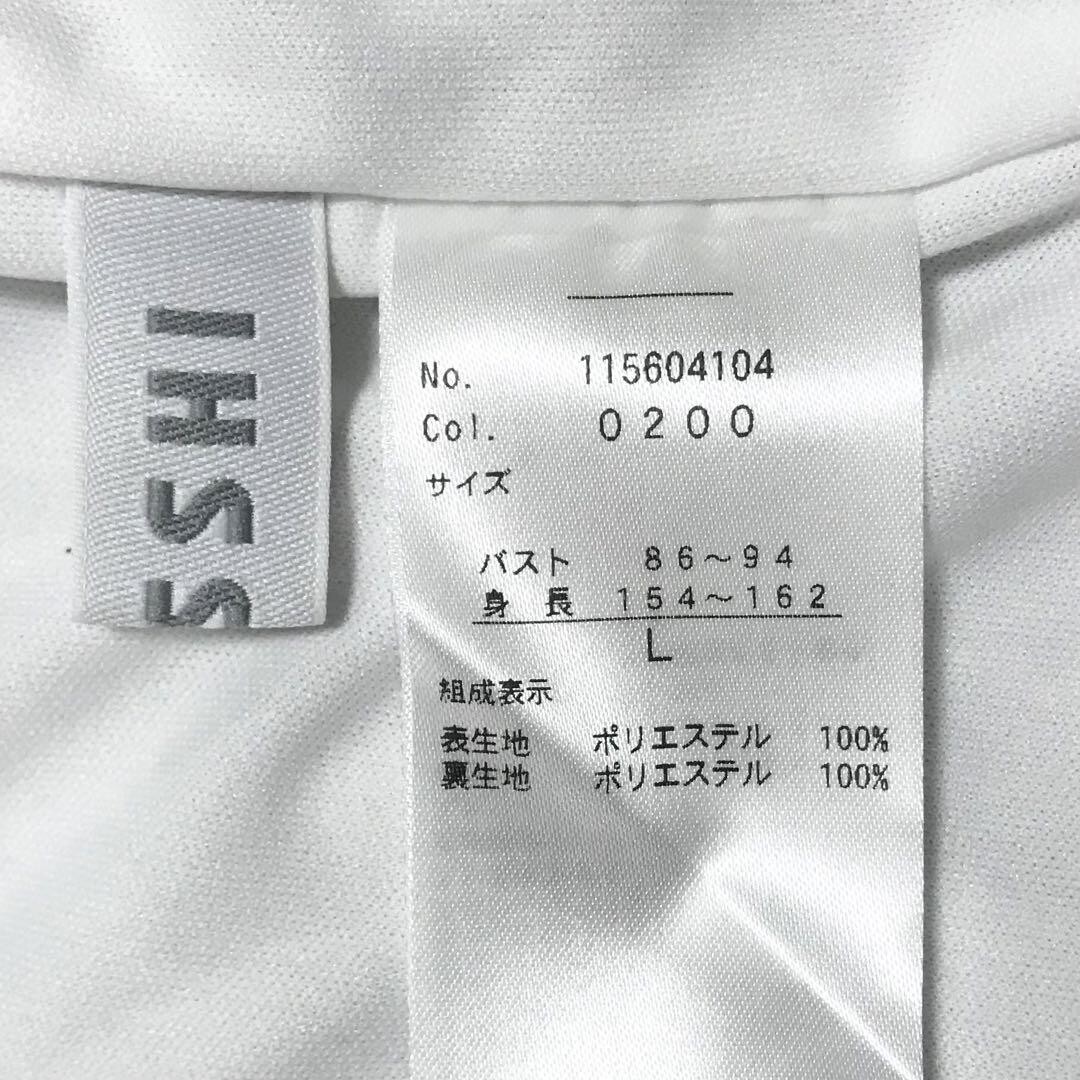 SSHI
No. 115604104
Col. 0200
サイズ
バスト 86～94
身 長 154～162
L
組成表示
表生地 ポリエステル 100%
裏生地 ポリエステル 100%